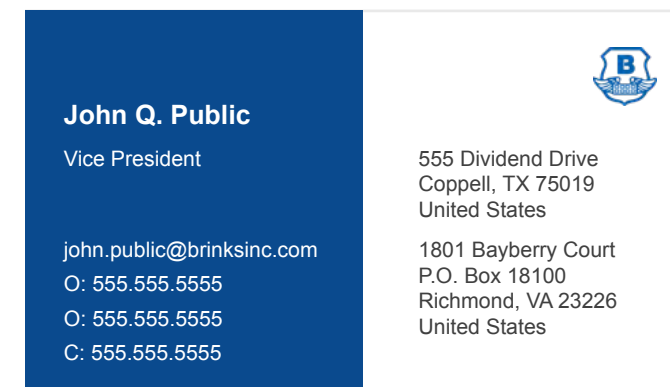 John Q. Public
Vice President
john.public@brinksinc.com
O: 555.555.5555
O: 555.555.5555
C: 555.555.5555
B
555 Dividend Drive
Coppell, TX 75019
United States
1801 Bayberry Court
P.O. Box 18100
Richmond, VA 23226
United States